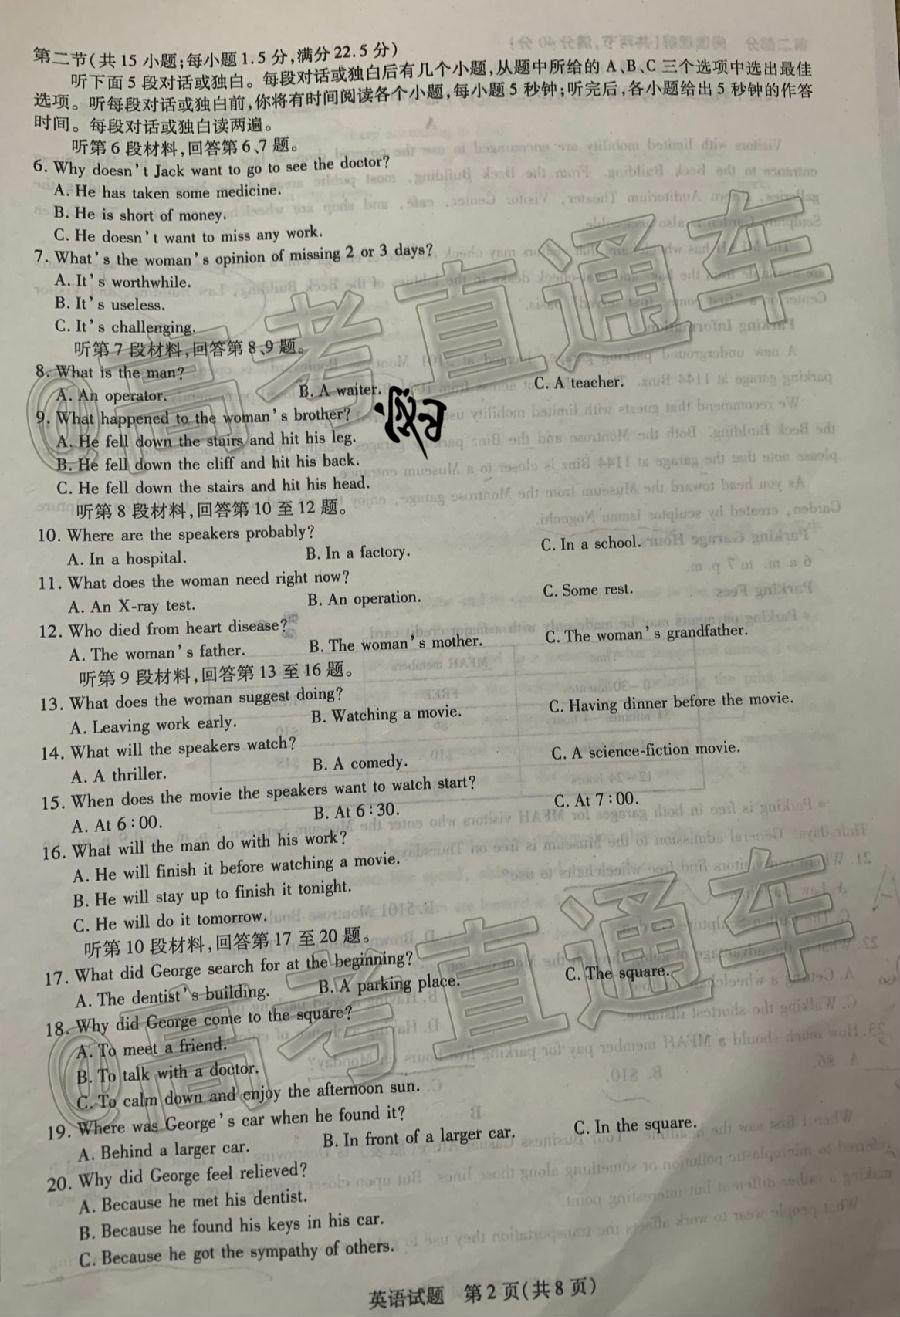 第二节(共 15 小题;每小题 1.5 分,满分 22.5 分)
听下面 5 段对话或独白。每段对话或独白后有几个小题,从题中所给的 A、B、C 三个选项中选出最佳
选项。听每段对话或独白前,你将有时间阅读各个小题,每小题 5 秒钟;听完后,各小题给出 5 秒钟的作答
时间。每段对话或独白读两遍。
听第 6 段材料,回答第 6、7 题。
6. Why doesn't Jack want to go to see the doctor?
A. He has taken some medicine.
B. He is short of money.
C. He doesn't want to miss any work.
7. What's the woman's opinion of missing 2 or 3 days?
A. It's worthwhile.
B. It's useless.
C. It's challenging.
听第 7 段材料,回答第 8、9 题。
8. What is the man?
A. An operator. B. A waiter. C. A teacher.
9. What happened to the woman's brother?
A. He fell down the stairs and hit his leg.
B. He fell down the cliff and hit his back.
C. He fell down the stairs and hit his head.
听第 8 段材料,回答第 10 至 12 题。
10. Where are the speakers probably?
A. In a hospital. B. In a factory. C. In a school.
11. What does the woman need right now?
A. An X-ray test. B. An operation. C. Some rest.
12. Who died from heart disease?
A. The woman's father. B. The woman's mother. C. The woman's grandfather.
听第 9 段材料,回答第 13 至 16 题。
13. What does the woman suggest doing?
A. Leaving work early. B. Watching a movie. C. Having dinner before the movie.
14. What will the speakers watch?
A. A thriller. B. A comedy. C. A science-fiction movie.
15. When does the movie the speakers want to watch start?
A. At 6:00. B. At 6:30. C. At 7:00.
16. What will the man do with his work?
A. He will finish it before watching a movie.
B. He will stay up to finish it tonight.
C. He will do it tomorrow.
听第 10 段材料,回答第 17 至 20 题。
17. What did George search for at the beginning?
A. The dentist's building. B. A parking place. C. The square.
18. Why did George come to the square?
A. To meet a friend.
B. To talk with a doctor.
C. To calm down and enjoy the afternoon sun.
19. Where was George's car when he found it?
A. Behind a larger car. B. In front of a larger car. C. In the square.
20. Why did George feel relieved?
A. Because he met his dentist.
B. Because he found his keys in his car.
C. Because he got the sympathy of others.
英语试题 第 2 页(共 8 页)
@高考直通车
@高考直通车